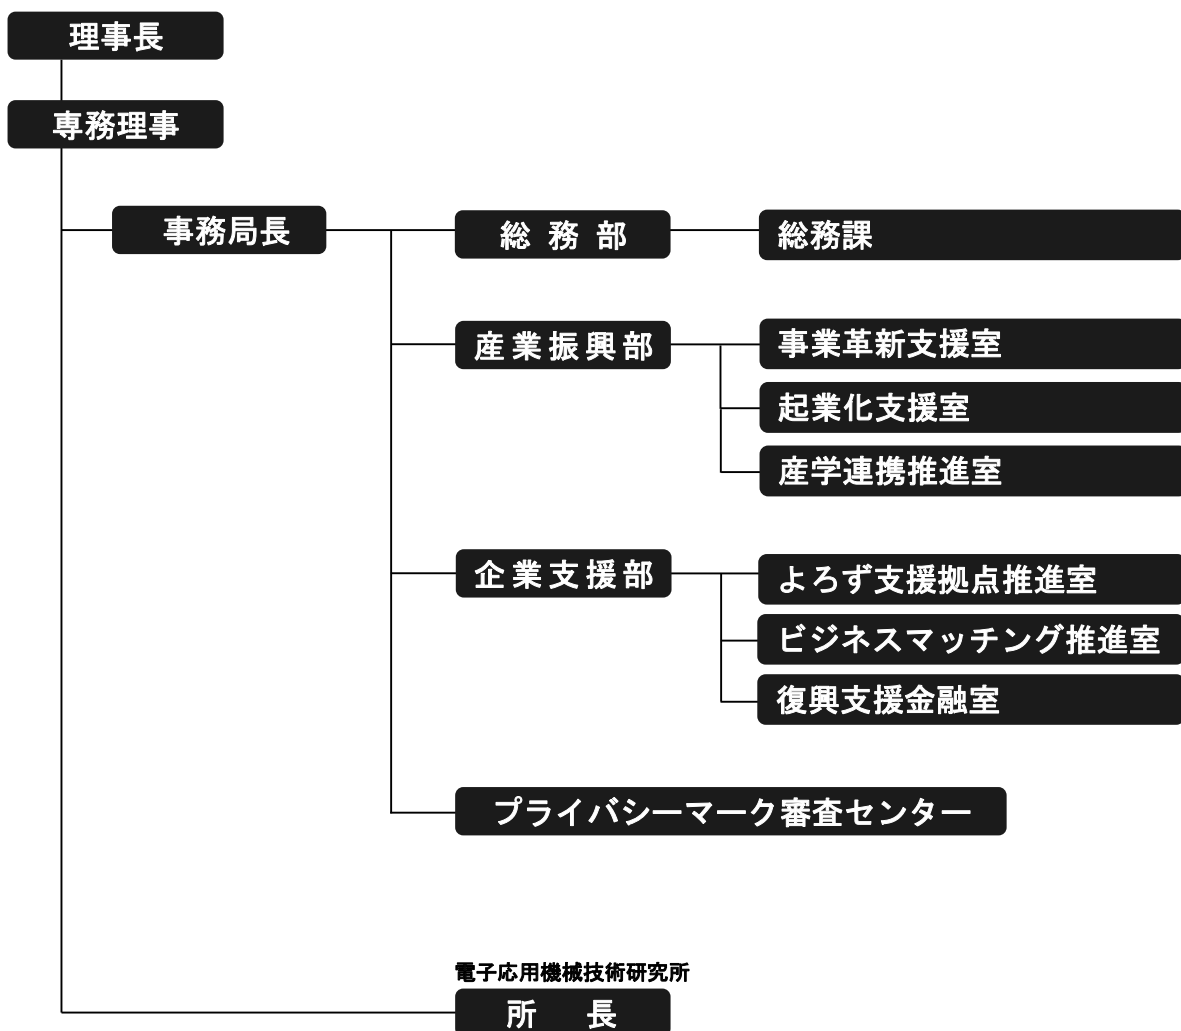 理事長
専務理事
事務局長
総務部
総務課
産業振興部
事業革新支援室
起業化支援室
産学連携推進室
企業支援部
よろず支援拠点推進室
ビジネスマッチング推進室
復興支援金融室
プライバシーマーク審査センター
電子応用機械技術研究所
所長